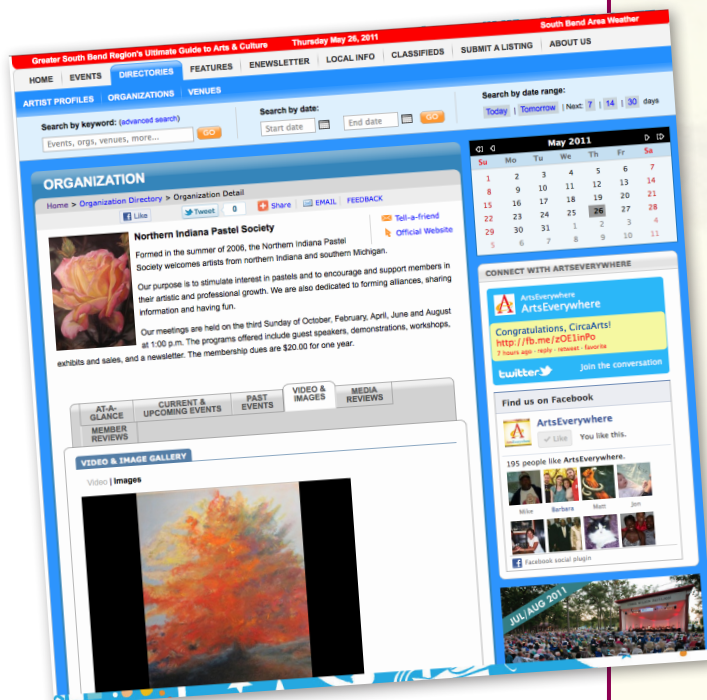 Greater South Bend Region's Ultimate Guide to Arts & Culture Thursday May 26, 2011 South Bend Area Weather
HOME EVENTS DIRECTORIES FEATURES ENEWSLETTER LOCAL INFO CLASSIFIEDS SUBMIT A LISTING ABOUT US
ARTIST PROFILES ORGANIZATIONS VENUES
Search by keyword: (advanced search)
Events, orgs, venues, more... GO
Search by date:
Start date End date GO
Search by date range:
Today | Tomorrow | Next: 7 | 14 | 30 days
ORGANIZATION
Home > Organization Directory > Organization Detail
Like Tweet 0 Share EMAIL FEEDBACK
Northern Indiana Pastel Society
Tell-a-friend
Official Website
Formed in the summer of 2006, the Northern Indiana Pastel
Society welcomes artists from northern Indiana and southern Michigan.
Our purpose is to stimulate interest in pastels and to encourage and support members in
their artistic and professional growth. We are also dedicated to forming alliances, sharing
information and having fun.
Our meetings are held on the third Sunday of October, February, April, June and August
at 1:00 p.m. The programs offered include guest speakers, demonstrations, workshops,
exhibits and sales, and a newsletter. The membership dues are $20.00 for one year.
AT-A-
GLANCE
CURRENT &
UPCOMING EVENTS
PAST
EVENTS
VIDEO &
IMAGES
MEDIA
REVIEWS
MEMBER
REVIEWS
VIDEO & IMAGE GALLERY
Video | Images
May 2011
Su Mo Tu We Th Fr Sa
1 2 3 4 5 6 7
8 9 10 11 12 13 14
15 16 17 18 19 20 21
22 23 24 25 26 27 28
29 30 31 1 2 3 4
5 6 7 8 9 10 11
CONNECT WITH ARTSEVERYWHERE
ArtsEverywhere
ArtsEverywhere
Congratulations, CircaArts!
http://fb.me/zOE1inPo
7 hours ago · reply · retweet · favorite
twitter Join the conversation
Find us on Facebook
ArtsEverywhere
Like You like this.
195 people like ArtsEverywhere.
Mike Barbara Matt Jon
Facebook social plugin
JUL/AUG 2011